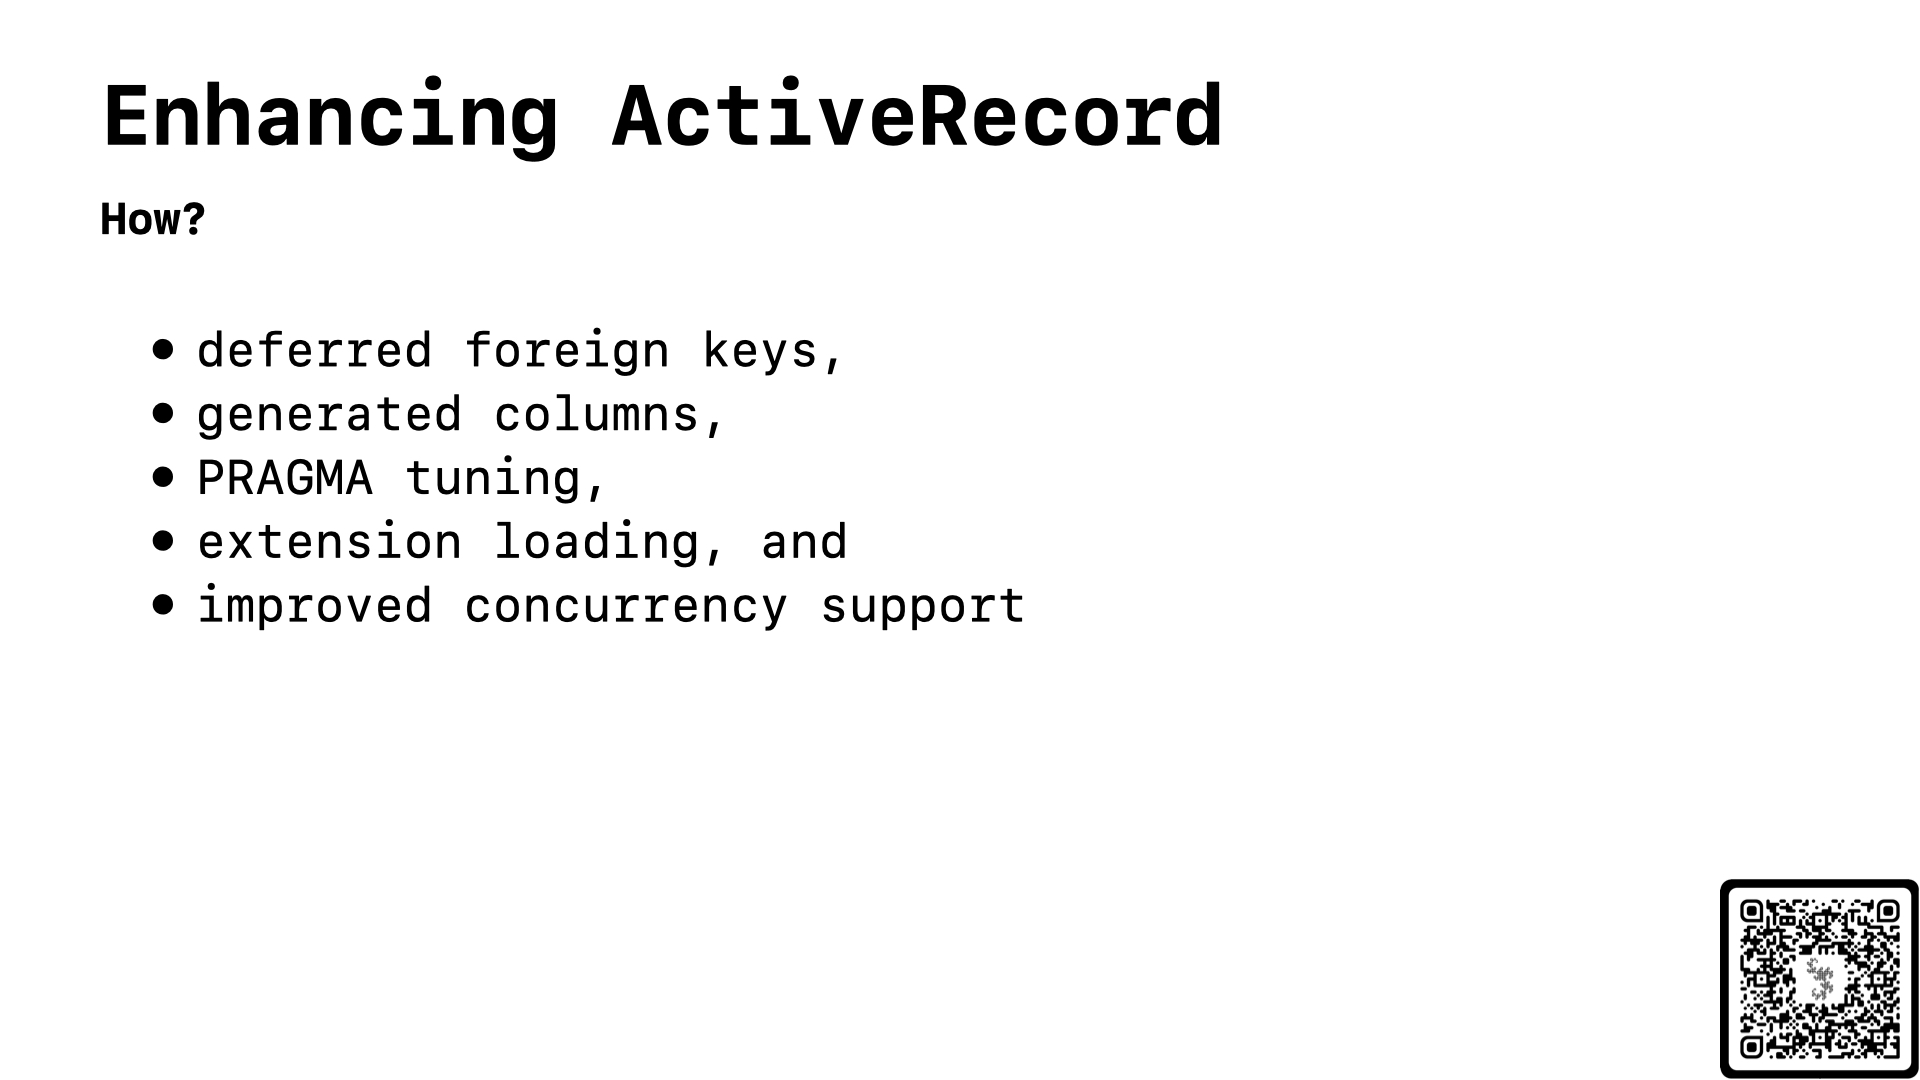 Enhancing ActiveRecord
How?
• deferred foreign keys,
• generated columns,
• PRAGMA tuning,
• extension loading, and
• improved concurrency support